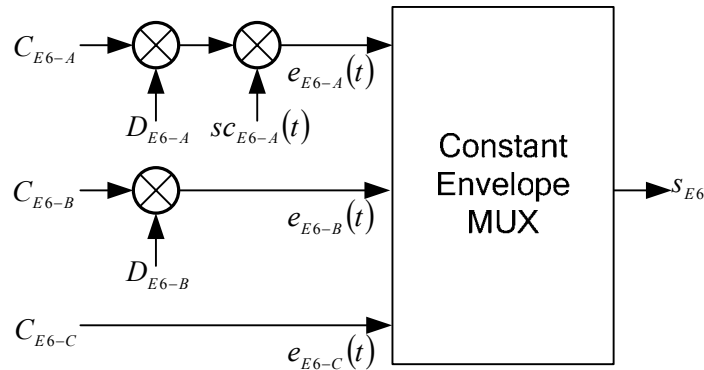 C_{E6-A}
e_{E6-A}(t)
D_{E6-A}
sc_{E6-A}(t)
C_{E6-B}
e_{E6-B}(t)
D_{E6-B}
C_{E6-C}
e_{E6-C}(t)
Constant
Envelope
MUX
s_{E6}